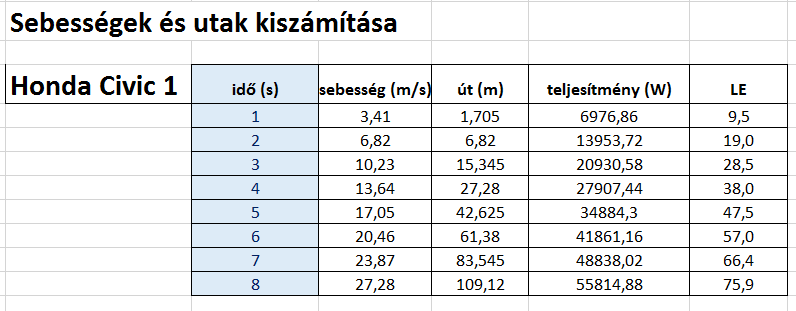 Sebességek és utak kiszámítása
Honda Civic 1 idő (s) sebesség (m/s) út (m) teljesítmény (W) LE
1 3,41 1,705 6976,86 9,5
2 6,82 6,82 13953,72 19,0
3 10,23 15,345 20930,58 28,5
4 13,64 27,28 27907,44 38,0
5 17,05 42,625 34884,3 47,5
6 20,46 61,38 41861,16 57,0
7 23,87 83,545 48838,02 66,4
8 27,28 109,12 55814,88 75,9